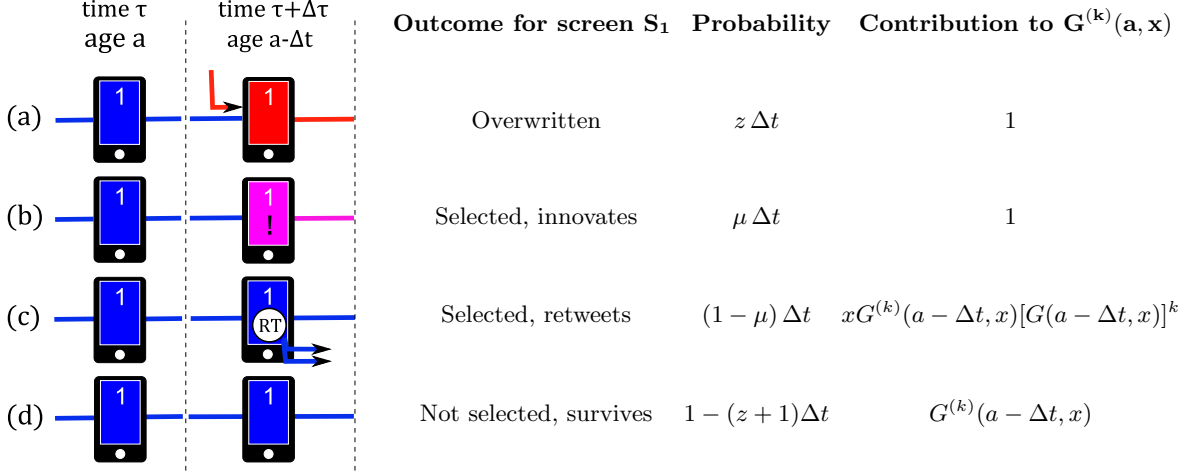 time τ time τ+Δτ Outcome for screen S₁ Probability Contribution to G⁽ᵏ⁾(a, x)
age a age a-Δt
(a) 1 1 Overwritten z Δt 1
(b) 1 1 ! Selected, innovates μ Δt 1
(c) 1 1 RT Selected, retweets (1 − μ) Δt xG⁽ᵏ⁾(a − Δt, x)[G(a − Δt, x)]ᵏ
(d) 1 1 Not selected, survives 1 − (z + 1)Δt G⁽ᵏ⁾(a − Δt, x)